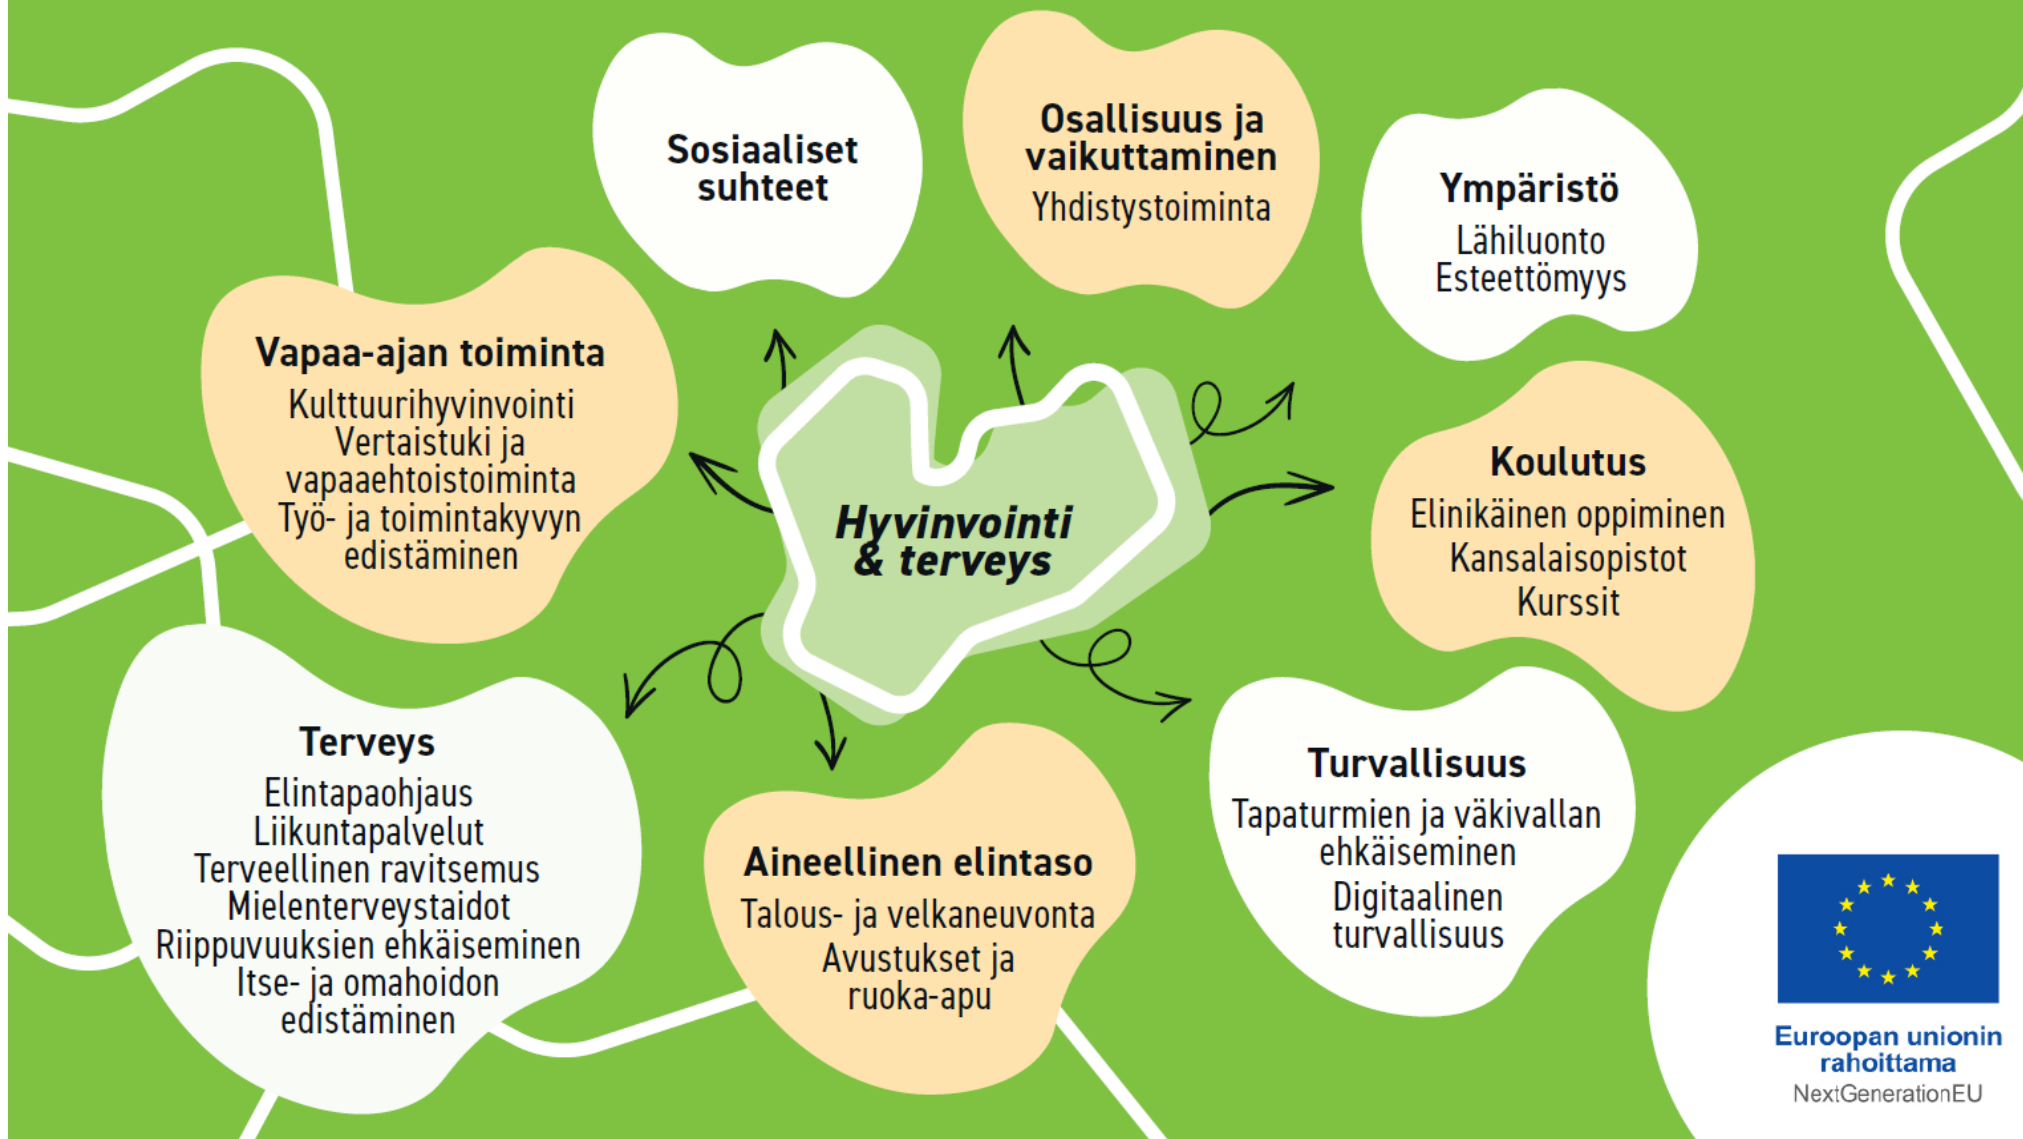 Sosiaaliset
suhteet
Osallisuus ja
vaikuttaminen
Yhdistystoiminta
Ympäristö
Lähiluonto
Esteettömyys
Vapaa-ajan toiminta
Kulttuurihyvinvointi
Vertaistuki ja
vapaaehtoistoiminta
Työ- ja toimintakyvyn
edistäminen
Hyvinvointi
& terveys
Koulutus
Elinikäinen oppiminen
Kansalaisopistot
Kurssit
Terveys
Elintapaohjaus
Liikuntapalvelut
Terveellinen ravitsemus
Mielenterveystaidot
Riippuvuuksien ehkäiseminen
Itse- ja omahoidon
edistäminen
Aineellinen elintaso
Talous- ja velkaneuvonta
Avustukset ja
ruoka-apu
Turvallisuus
Tapaturmien ja väkivallan
ehkäiseminen
Digitaalinen
turvallisuus
Euroopan unionin
rahoittama
NextGenerationEU